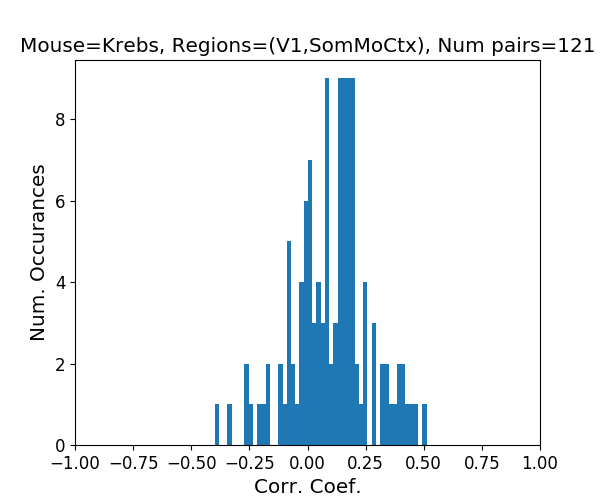 Mouse=Krebs, Regions=(V1,SomMoCtx), Num pairs=121
Num. Occurances
8
6
4
2
0
−1.00 −0.75 −0.50 −0.25 0.00 0.25 0.50 0.75 1.00
Corr. Coef.